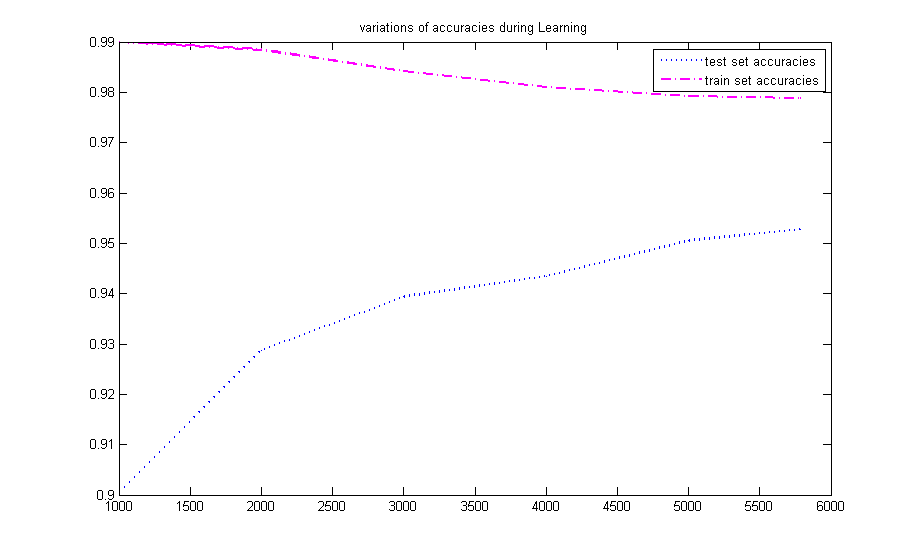 variations of accuracies during Learning
test set accuracies
train set accuracies
0.99
0.98
0.97
0.96
0.95
0.94
0.93
0.92
0.91
0.9
1000 1500 2000 2500 3000 3500 4000 4500 5000 5500 6000